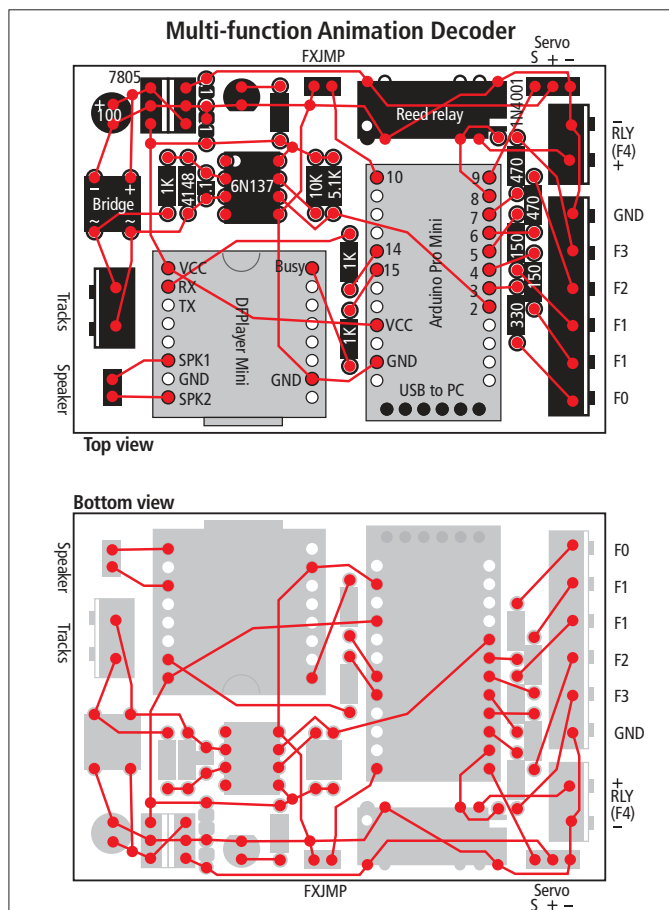 Multi-function Animation Decoder
FXJMP
Servo
S + −
7805
+
100
.1
.1
Reed relay
1N4001
−
RLY
(F4)
+
1K
4148
.1
6N137
10K
5.1K
10
9
8
7
6
5
4
3
2
14
15
VCC
GND
Arduino Pro Mini
USB to PC
470
470
150
150
330
− +
Bridge
~ ~
1K
1K
VCC
RX
TX
SPK1
GND
SPK2
Busy
GND
DFPlayer Mini
Tracks
Speaker
GND
F3
F2
F1
F1
F0
Top view
Bottom view
Speaker
Tracks
F0
F1
F1
F2
F3
GND
+
RLY
(F4)
−
FXJMP
Servo
S + −